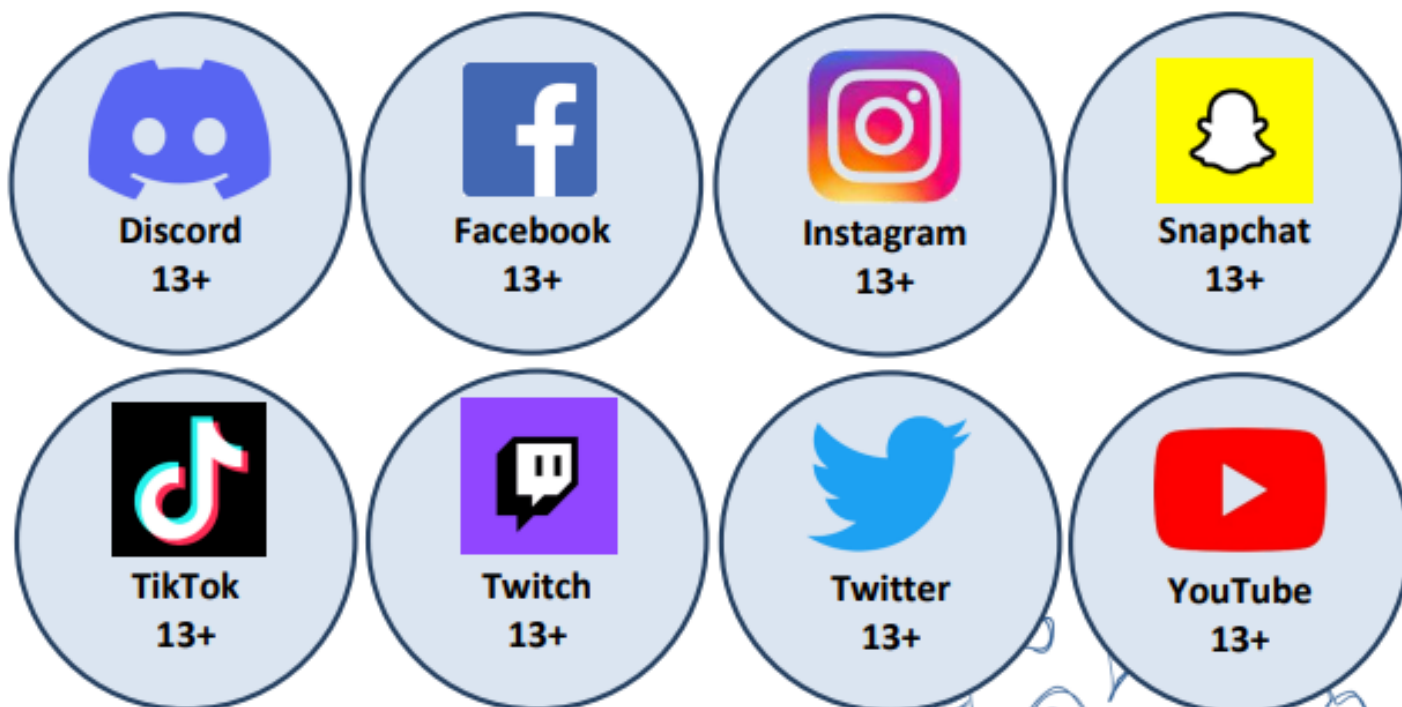 Discord
13+
Facebook
13+
Instagram
13+
Snapchat
13+
TikTok
13+
Twitch
13+
Twitter
13+
YouTube
13+